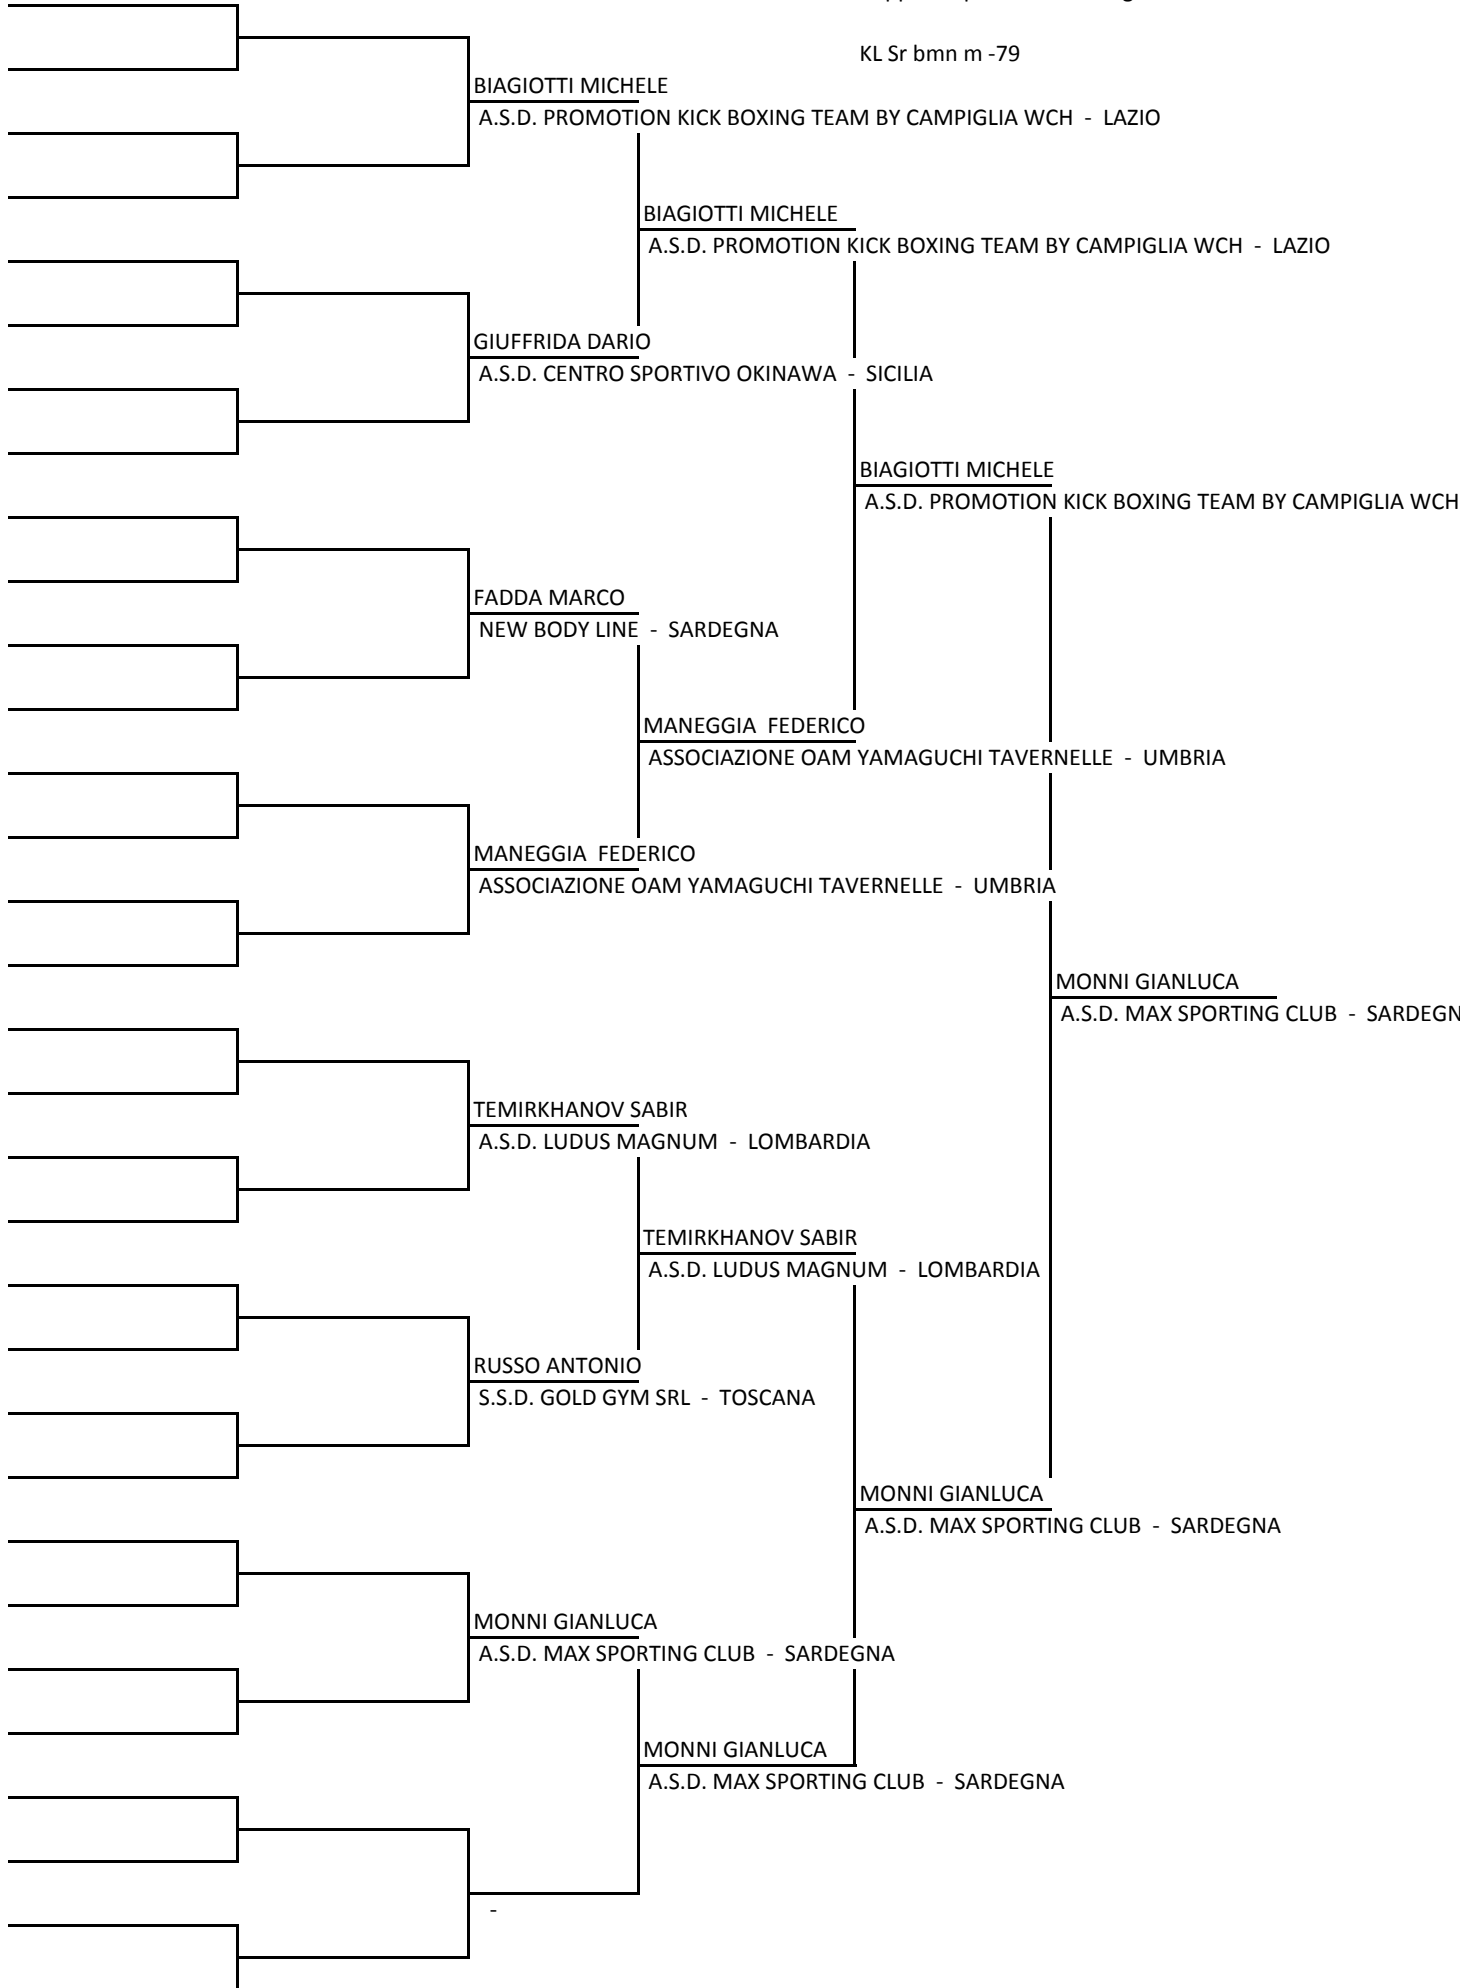 KL Sr bmn m -79
BIAGIOTTI MICHELE
A.S.D. PROMOTION KICK BOXING TEAM BY CAMPIGLIA WCH - LAZIO
BIAGIOTTI MICHELE
A.S.D. PROMOTION KICK BOXING TEAM BY CAMPIGLIA WCH - LAZIO
GIUFFRIDA DARIO
A.S.D. CENTRO SPORTIVO OKINAWA - SICILIA
BIAGIOTTI MICHELE
A.S.D. PROMOTION KICK BOXING TEAM BY CAMPIGLIA WCH
FADDA MARCO
NEW BODY LINE - SARDEGNA
MANEGGIA FEDERICO
ASSOCIAZIONE OAM YAMAGUCHI TAVERNELLE - UMBRIA
MANEGGIA FEDERICO
ASSOCIAZIONE OAM YAMAGUCHI TAVERNELLE - UMBRIA
MONNI GIANLUCA
A.S.D. MAX SPORTING CLUB - SARDEGN
TEMIRKHANOV SABIR
A.S.D. LUDUS MAGNUM - LOMBARDIA
TEMIRKHANOV SABIR
A.S.D. LUDUS MAGNUM - LOMBARDIA
RUSSO ANTONIO
S.S.D. GOLD GYM SRL - TOSCANA
MONNI GIANLUCA
A.S.D. MAX SPORTING CLUB - SARDEGNA
MONNI GIANLUCA
A.S.D. MAX SPORTING CLUB - SARDEGNA
MONNI GIANLUCA
A.S.D. MAX SPORTING CLUB - SARDEGNA
-